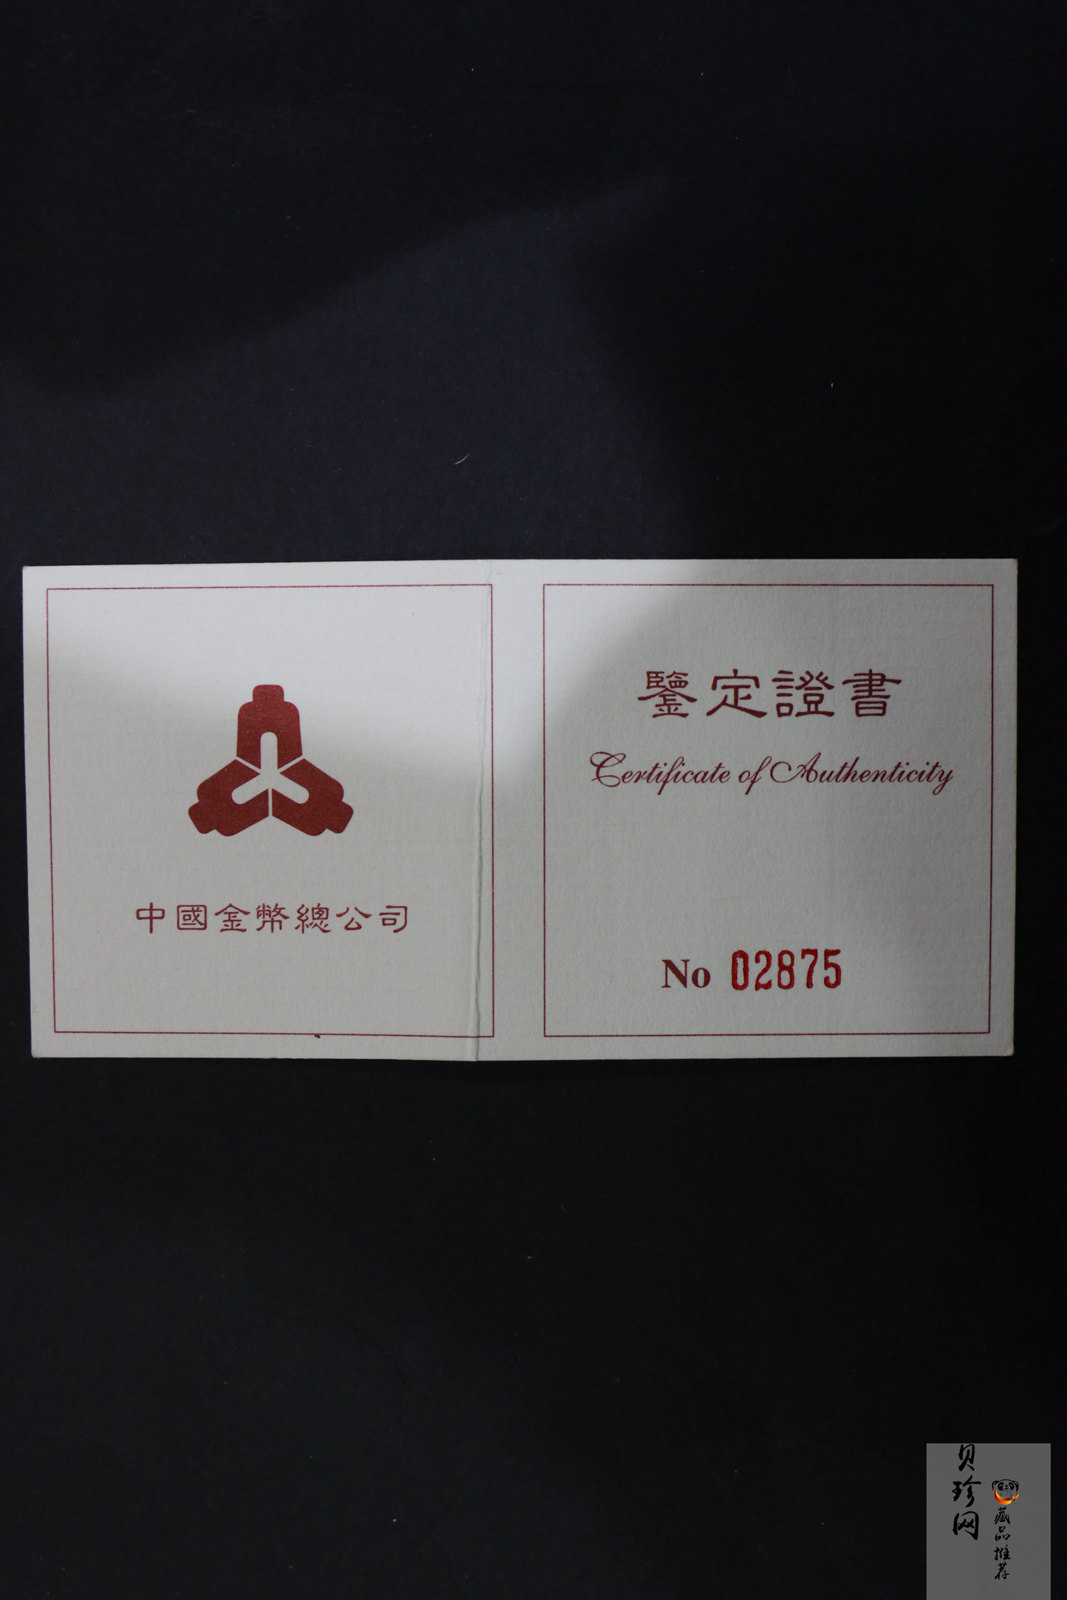 中國金幣總公司
鑒定證書
Certificate of Authenticity
No 02875
贝珍网
藏品推荐